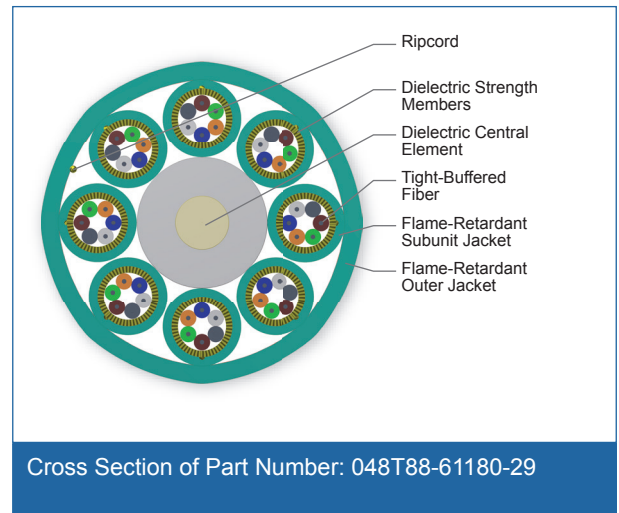 Ripcord
Dielectric Strength
Members
Dielectric Central
Element
Tight-Buffered
Fiber
Flame-Retardant
Subunit Jacket
Flame-Retardant
Outer Jacket
Cross Section of Part Number: 048T88-61180-29